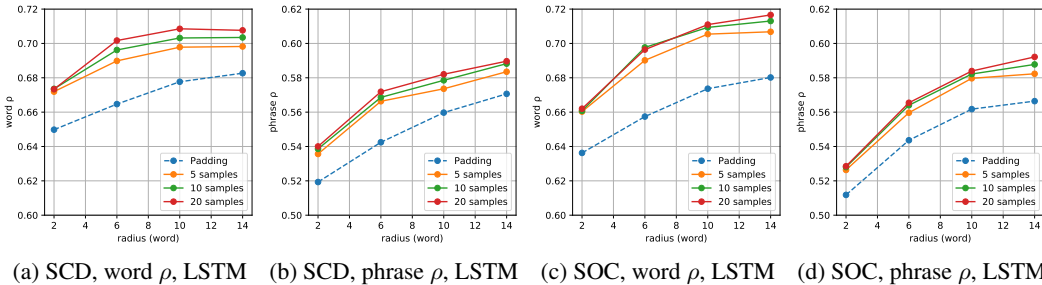 0.72
0.70
0.68
0.66
0.64
0.62
0.60
word ρ
2 4 6 8 10 12 14
radius (word)
Padding
5 samples
10 samples
20 samples
(a) SCD, word ρ, LSTM
0.62
0.60
0.58
0.56
0.54
0.52
0.50
phrase ρ
2 4 6 8 10 12 14
radius (word)
Padding
5 samples
10 samples
20 samples
(b) SCD, phrase ρ, LSTM
0.72
0.70
0.68
0.66
0.64
0.62
0.60
word ρ
2 4 6 8 10 12 14
radius (word)
Padding
5 samples
10 samples
20 samples
(c) SOC, word ρ, LSTM
0.62
0.60
0.58
0.56
0.54
0.52
0.50
phrase ρ
2 4 6 8 10 12 14
radius (word)
Padding
5 samples
10 samples
20 samples
(d) SOC, phrase ρ, LSTM